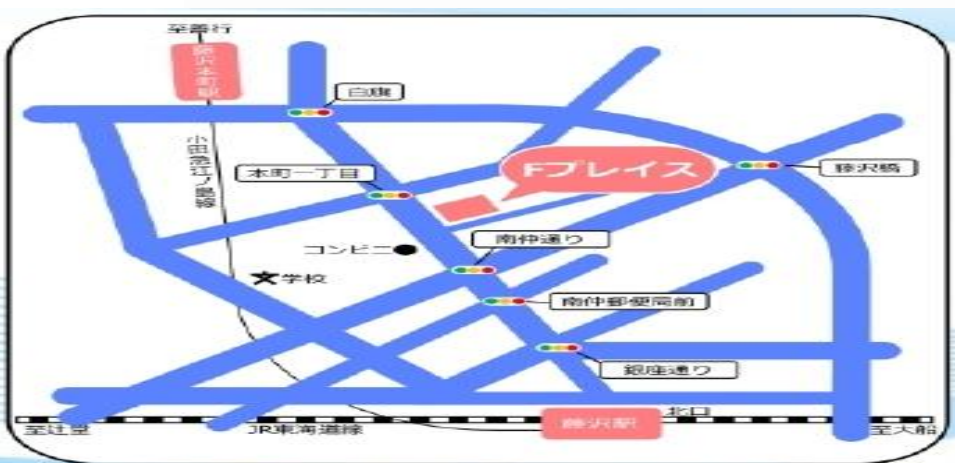 至善行
藤沢本町駅
白旗
小田急江ノ島線
本町一丁目
Fプレイス
藤沢橋
南仲通り
コンビニ
学校
南仲郵便局前
銀座通り
北口
藤沢駅
至辻堂
JR東海道線
至大船